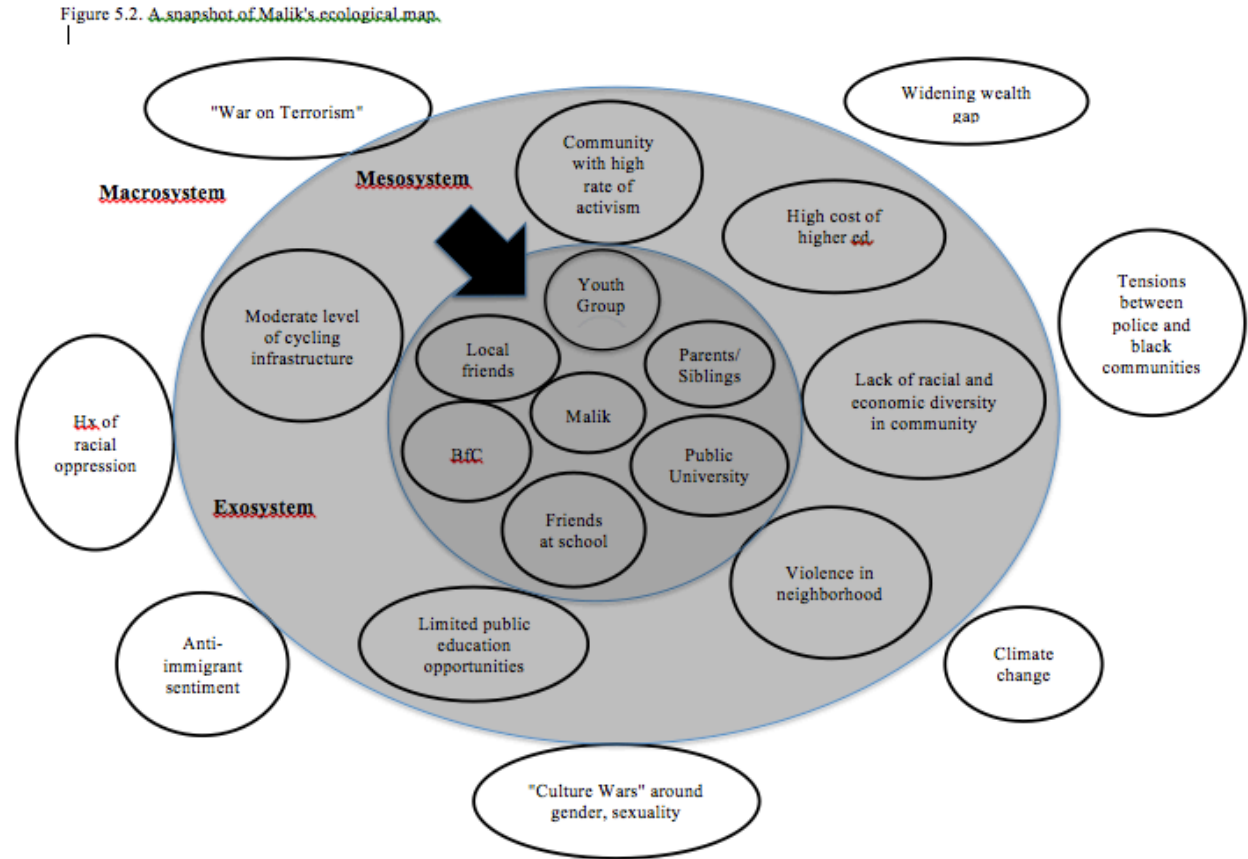 Figure 5.2. A snapshot of Malik's ecological map.
"War on Terrorism"
Widening wealth
gap
Macrosystem
Mesosystem
Community
with high
rate of
activism
High cost of
higher ed.
Tensions
between
police and
black
communities
Moderate level
of cycling
infrastructure
Youth
Group
Local
friends
Parents/
Siblings
Malik
Lack of racial and
economic diversity
in community
Hx of
racial
oppression
BfC
Public
University
Exosystem
Friends
at school
Violence in
neighborhood
Limited public
education
opportunities
Anti-
immigrant
sentiment
Climate
change
"Culture Wars" around
gender, sexuality